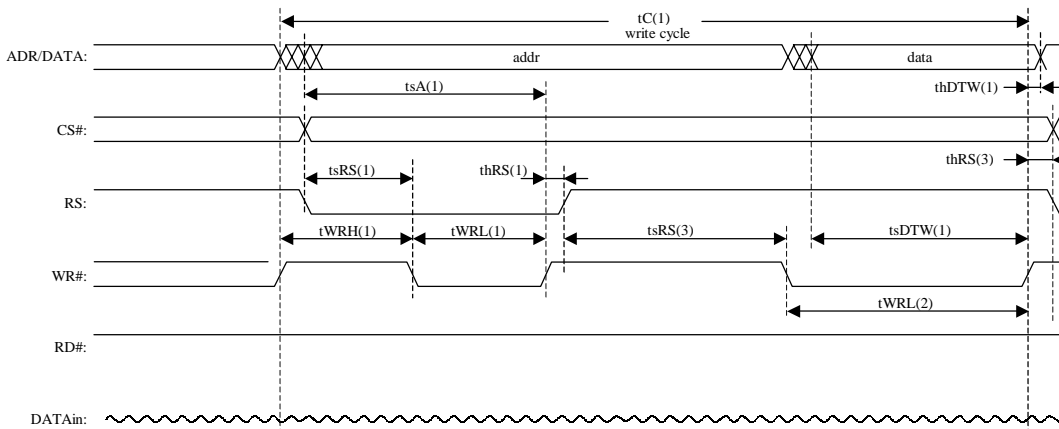 tC(1)
write cycle
ADR/DATA:
addr
data
tsA(1)
thDTW(1)
CS#:
tsRS(1)
thRS(1)
thRS(3)
RS:
tWRH(1)
tWRL(1)
tsRS(3)
tsDTW(1)
WR#:
tWRL(2)
RD#:
DATAin: